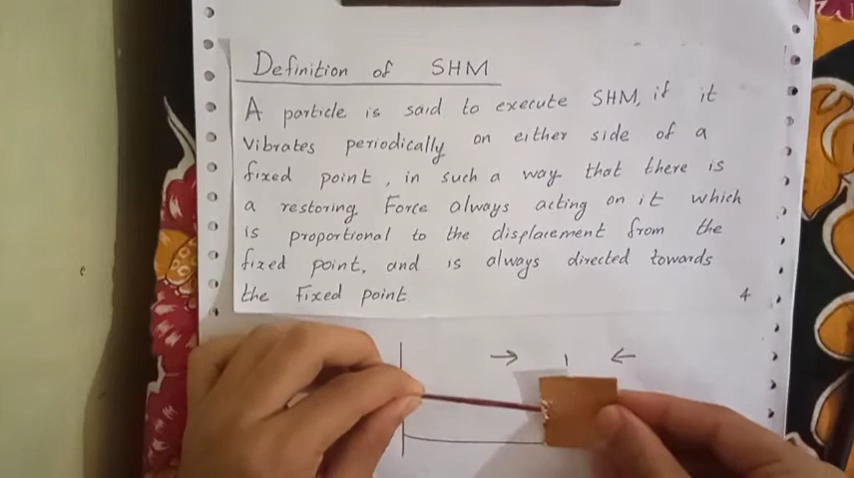 Definition of SHM
A particle is said to execute SHM, if it
vibrates periodically on either side of a
fixed point, in such a way that there is
a restoring Force always acting on it which
is proportional to the displacement from the
fixed point, and is always directed towards
the Fixed point
4